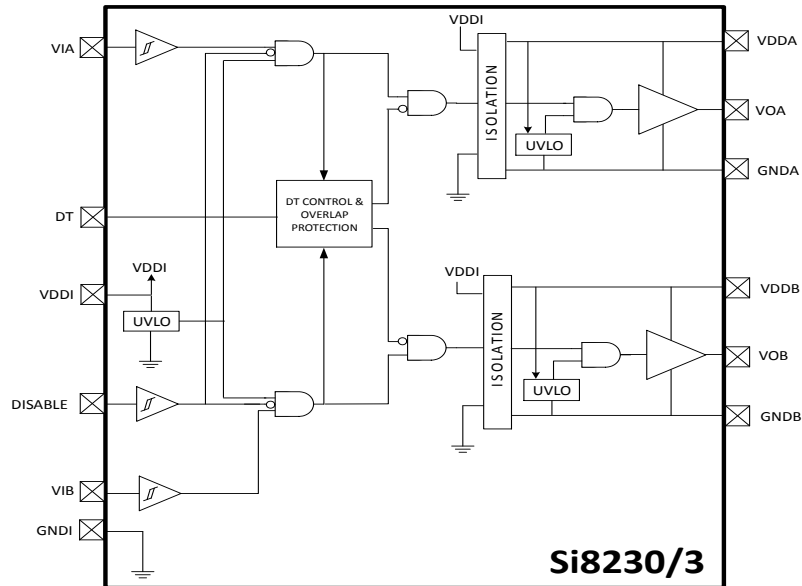 VIA
DT
VDDI
VDDI
UVLO
DISABLE
VIB
GNDI
DT CONTROL &
OVERLAP
PROTECTION
VDDI
ISOLATION
UVLO
VDDA
VOA
GNDA
VDDI
ISOLATION
UVLO
VDDB
VOB
GNDB
Si8230/3